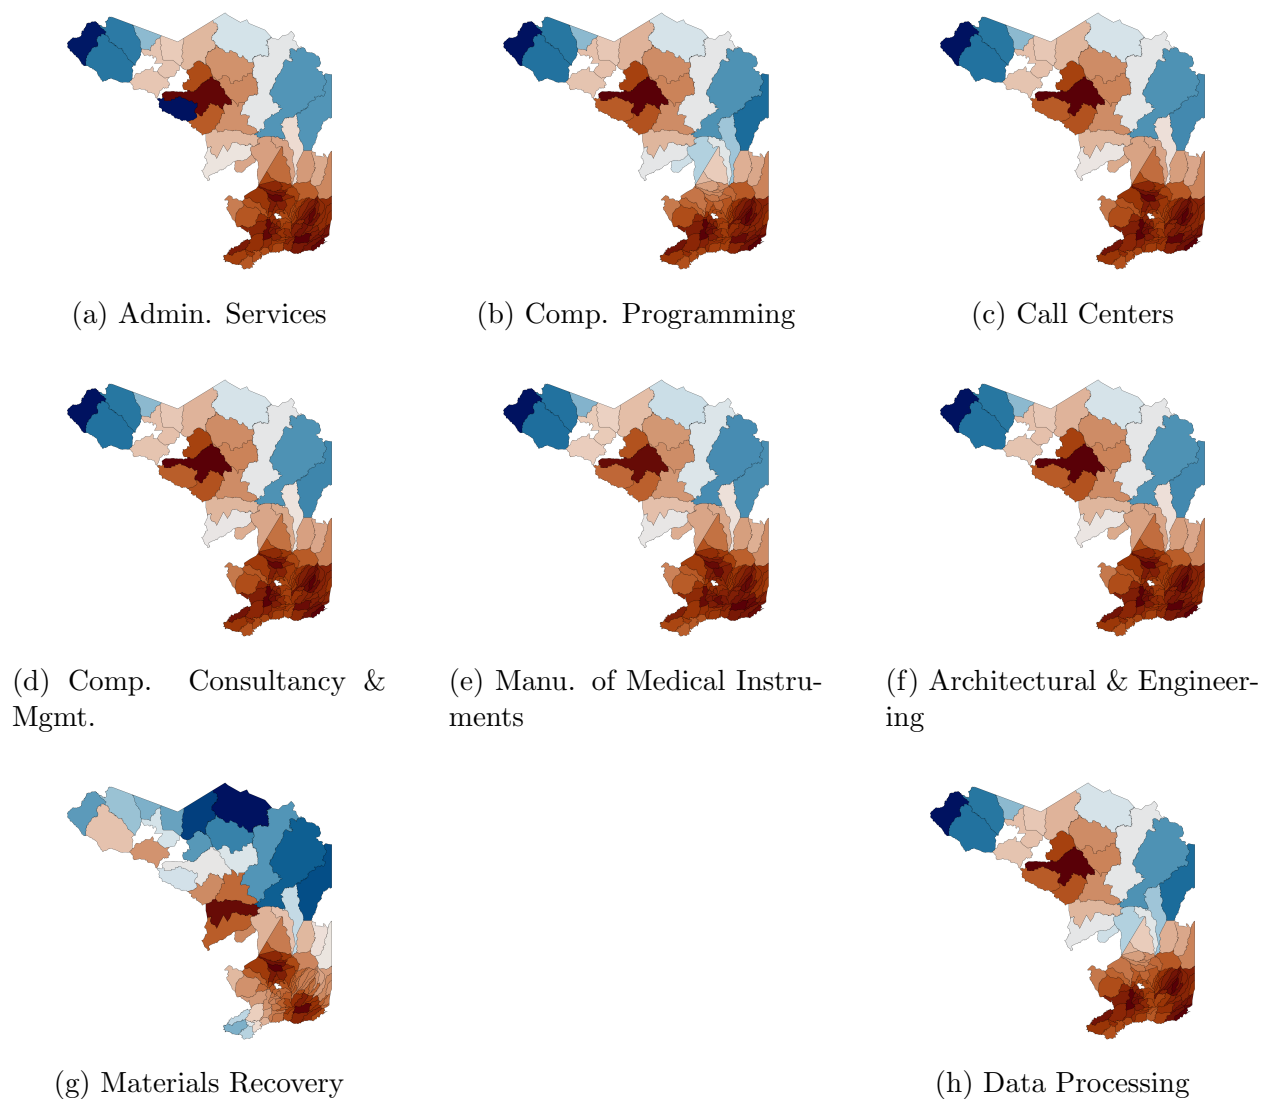 (a) Admin. Services
(b) Comp. Programming
(c) Call Centers
(d) Comp. Consultancy &
Mgmt.
(e) Manu. of Medical Instru-
ments
(f) Architectural & Engineer-
ing
(g) Materials Recovery
(h) Data Processing